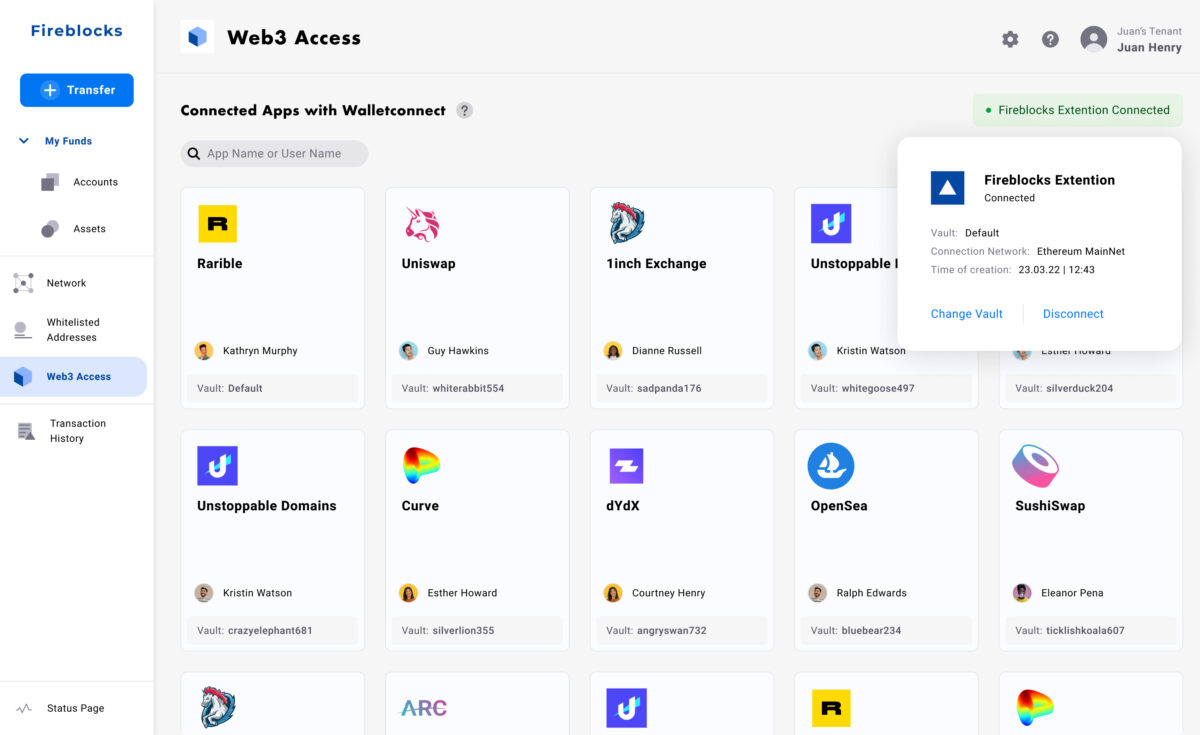 Fireblocks
Transfer
My Funds
Accounts
Assets
Network
Whitelisted
Addresses
Web3 Access
Transaction
History
Status Page
Web3 Access
Juan's Tenant
Juan Henry
Connected Apps with Walletconnect ?
Fireblocks Extention Connected
App Name or User Name
Fireblocks Extention
Connected
Vault: Default
Connection Network: Ethereum MainNet
Time of creation: 23.03.22 | 12:43
Change Vault
Disconnect
R
Rarible
Kathryn Murphy
Vault: Default
Uniswap
Guy Hawkins
Vault: whiterabbit554
1inch Exchange
Dianne Russell
Vault: sadpanda176
Unstoppable
Kristin Watson
Vault: whitegoose497
Esther Howard
Vault: silverduck204
Unstoppable Domains
Kristin Watson
Vault: crazyelephant681
Curve
Esther Howard
Vault: silverlion355
dYdX
Courtney Henry
Vault: angryswan732
OpenSea
Ralph Edwards
Vault: bluebear234
SushiSwap
Eleanor Pena
Vault: ticklishkoala607
ARC
R